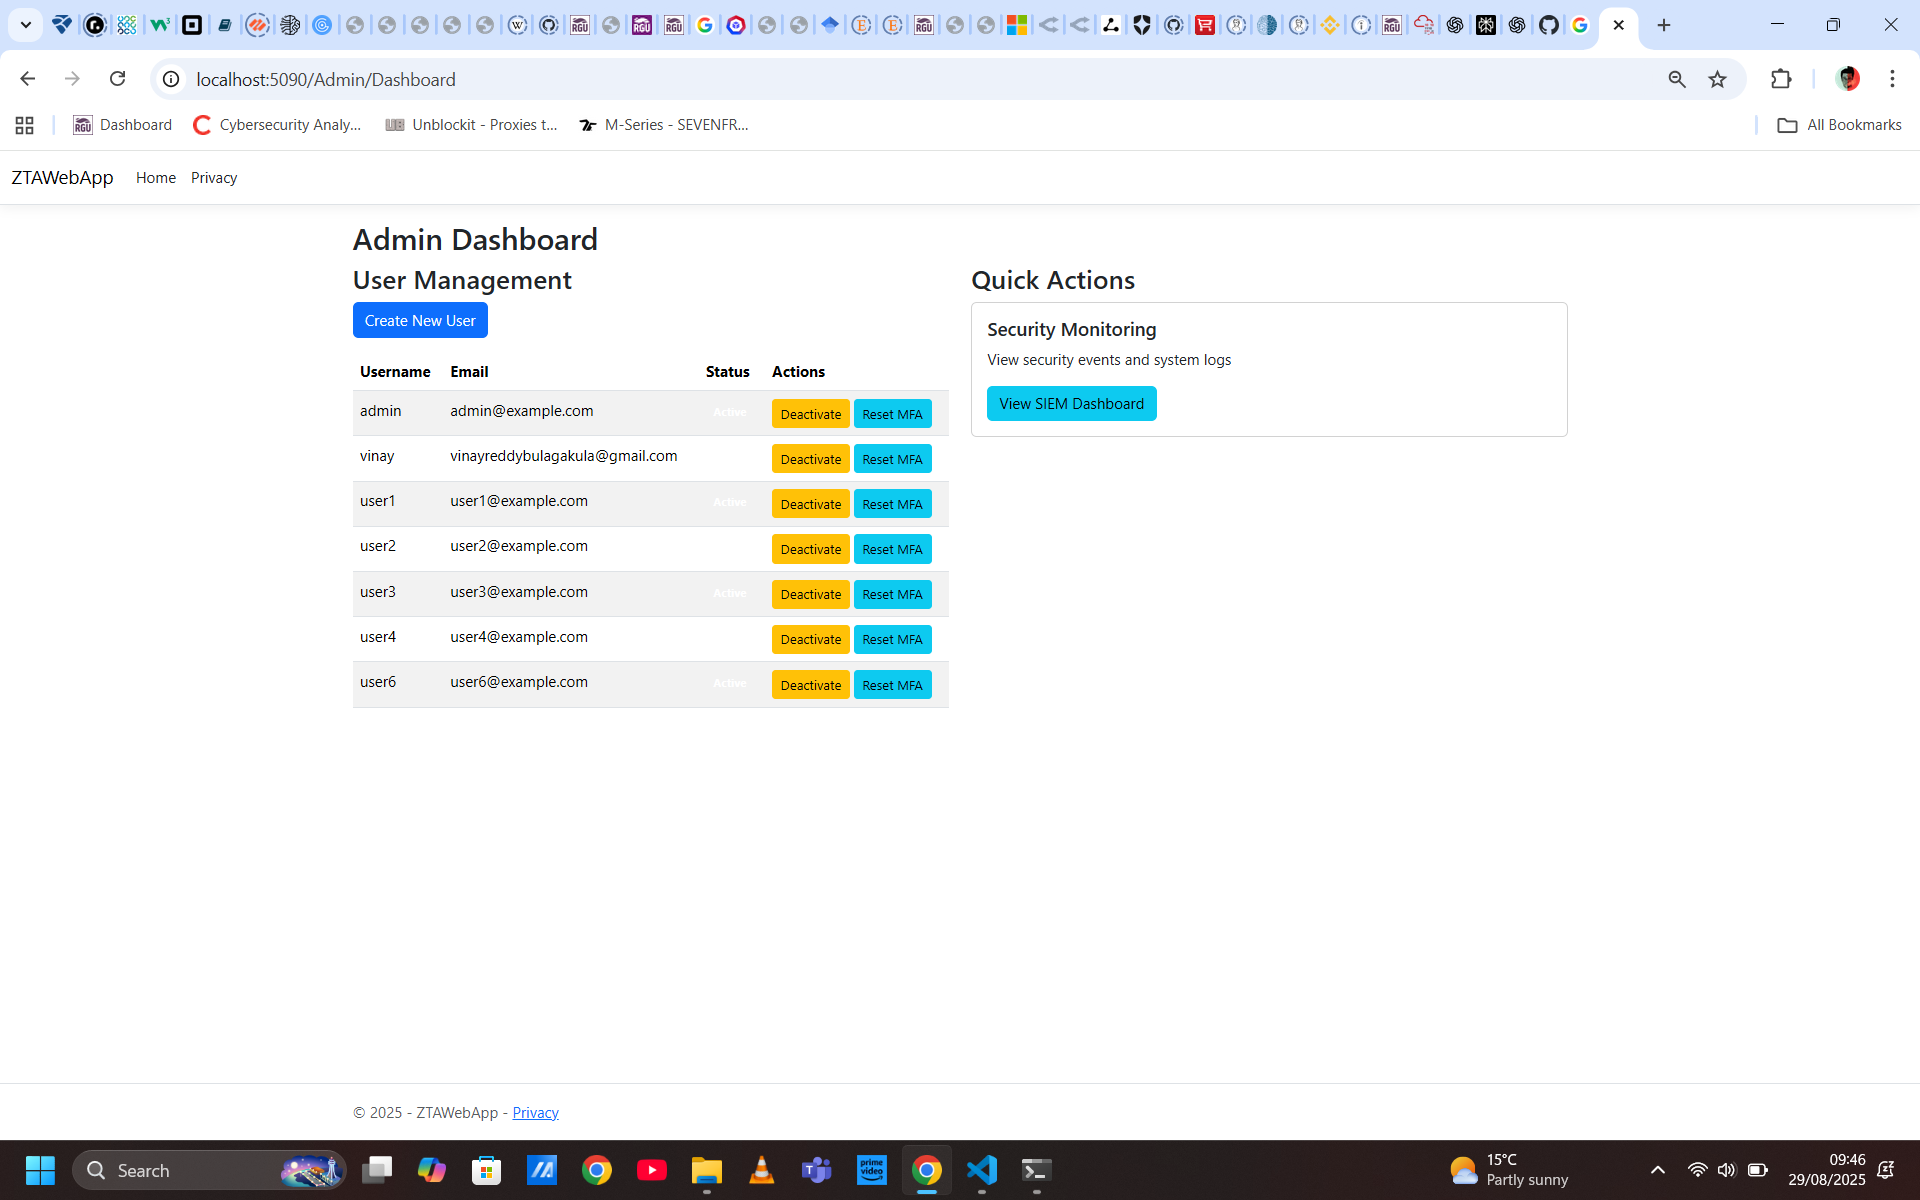 localhost:5090/Admin/Dashboard
Dashboard
Cybersecurity Analy...
Unblockit - Proxies t...
M-Series - SEVENFR...
All Bookmarks
ZTAWebApp
Home
Privacy
Admin Dashboard
User Management
Create New User
Username Email Status Actions
admin admin@example.com Active Deactivate Reset MFA
vinay vinayreddybulagakula@gmail.com Deactivate Reset MFA
user1 user1@example.com Active Deactivate Reset MFA
user2 user2@example.com Deactivate Reset MFA
user3 user3@example.com Active Deactivate Reset MFA
user4 user4@example.com Deactivate Reset MFA
user6 user6@example.com Active Deactivate Reset MFA
Quick Actions
Security Monitoring
View security events and system logs
View SIEM Dashboard
© 2025 - ZTAWebApp - Privacy
Search
15°C
Partly sunny
09:46
29/08/2025